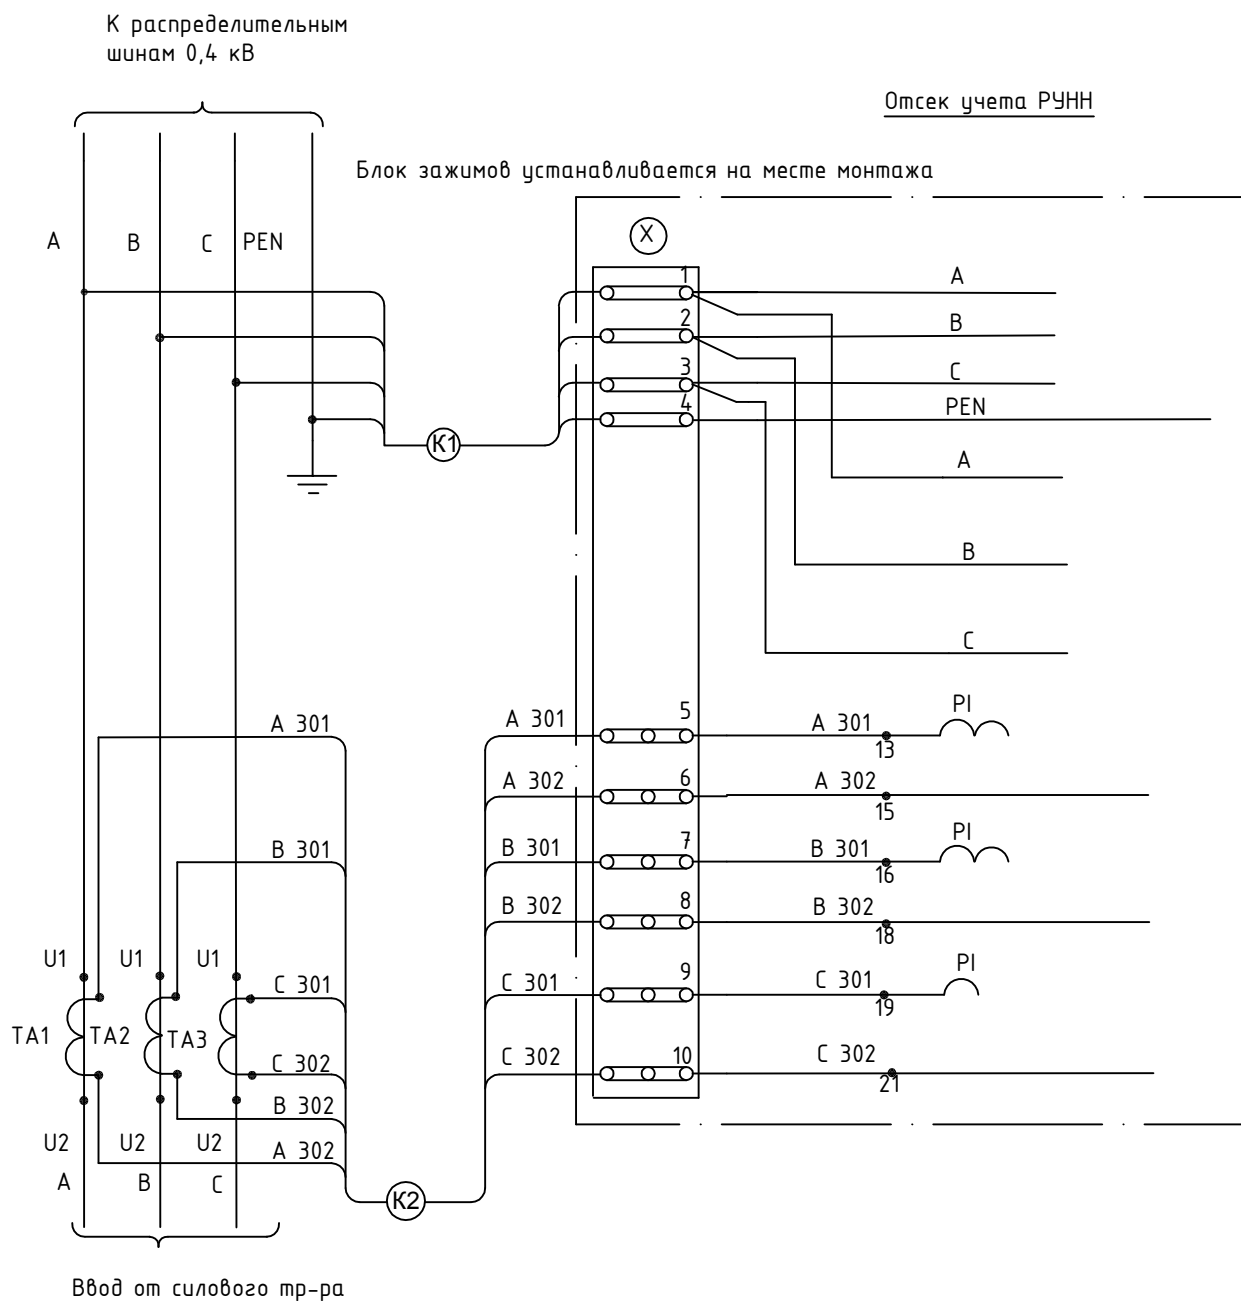 К распределительным
шинам 0,4 кВ
Отсек учета РУНН
Блок зажимов устанавливается на месте монтажа
A
B
C
PEN
X
1
A
2
B
3
C
4
PEN
K1
A
B
C
A 301
A 301
5
A 301
13
PI
A 302
6
A 302
15
B 301
B 301
7
B 301
16
PI
B 302
8
B 302
18
U1
U1
U1
C 301
C 301
9
C 301
19
PI
TA1
TA2
TA3
C 302
C 302
10
C 302
21
B 302
U2
U2
U2
A 302
A
B
C
K2
Ввод от силового тр-ра